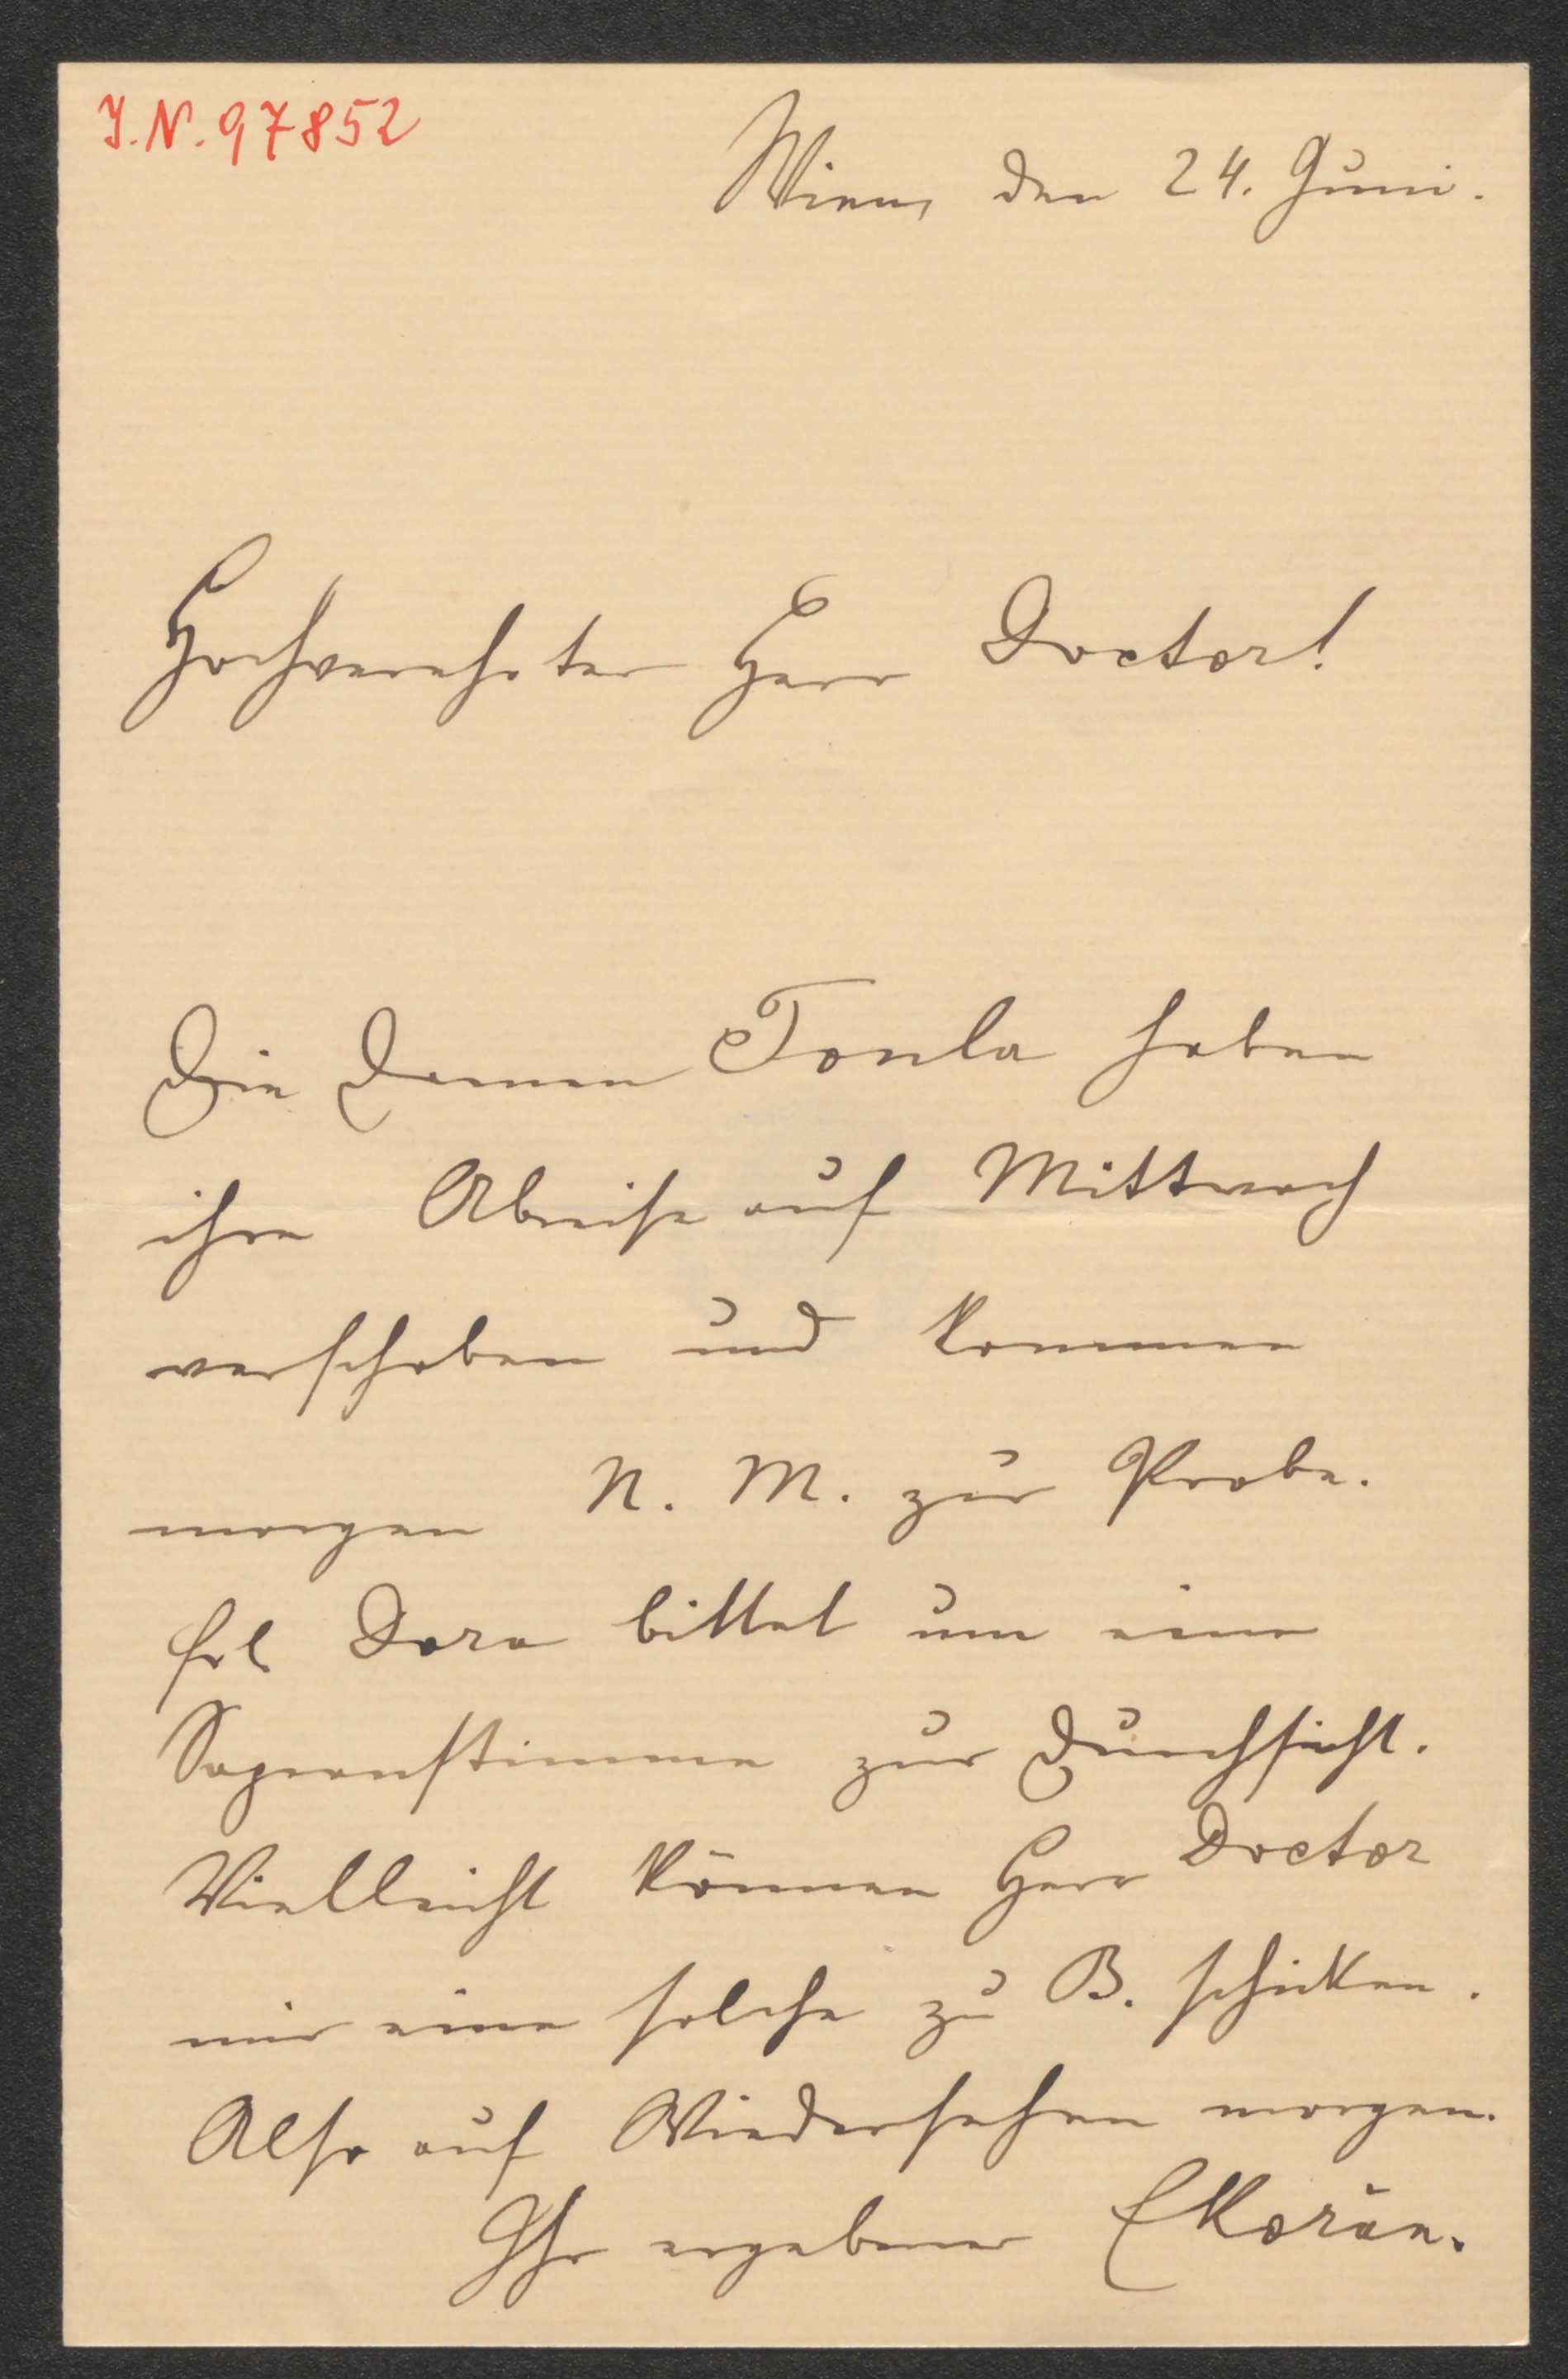 J.N. 97852
Wien, den 24. Juni.
Hochverehrter Herr Doctor!
Die Damen Tonla haben
ihre Abreise auf Mittwoch
verschoben und kommen
morgen N. M. zur Probe.
Frl Dora bittet um eine
Sopranstimme zur Durchsicht.
Vielleicht können Herr Doctor
mir eine solche zu B. schicken.
Also auf Wiedersehen morgen.
Ihr ergebener